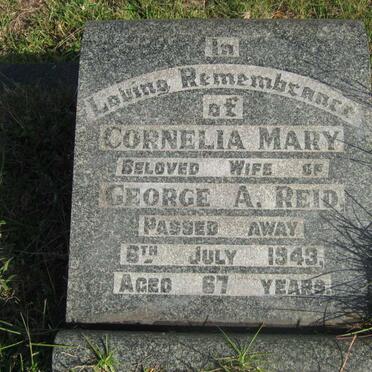 In
Loving Remembrance
of
CORNELIA MARY
BELOVED WIFE OF
GEORGE A. REID.
PASSED AWAY
6TH JULY 1943.
AGED 67 YEARS.